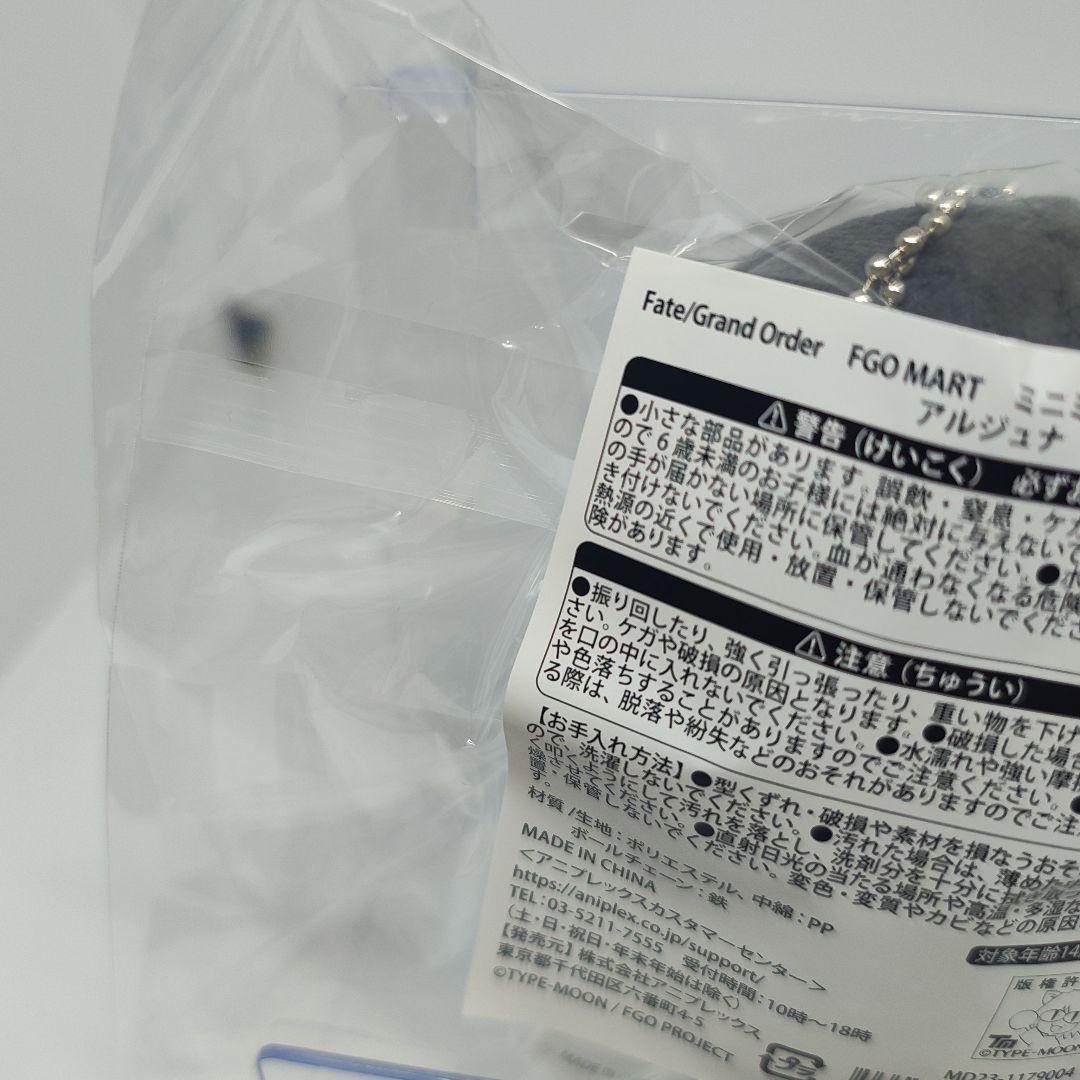 Fate/Grand Order FGO MART ミニ
アルジュナ
警告（けいこく） 必ずお
●小さな部品があります。誤飲・窒息・ケガ
ので６歳未満のお子様には絶対に与えないで
の手が届かない場所に保管してください。●ボ
き付けないでください。血が通わなくなる危険
熱源の近くで使用・放置・保管しないでくださ
険があります。
注意（ちゅうい）
●振り回したり、強く引っ張ったり、重い物を下げ
さい。ケガや破損の原因となります。●破損した場合
を口の中に入れないでください。●水濡れや強い摩擦
や色落ちすることがありますのでご注意ください。●
る際は、脱落や紛失などのおそれがありますのでご注
【お手入れ方法】●型くずれ・破損や素材を損なうおそ
ので、洗濯しないでください。●汚れた場合は、薄めた
く叩くようにして汚れを落とし、洗剤分を十分に拭
燥させてください。●直射日光の当たる場所や高温・多湿な
置・保管しないでください。変色・変質やカビなどの原因
す。
材質/生地：ポリエステル、中綿：PP
ボールチェーン：鉄
MADE IN CHINA
＜アニプレックスカスタマーセンター＞
https://aniplex.co.jp/support/
TEL：03-5211-7555 受付時間：10時～18時
（土・日・祝日・年末年始は除く）
【発売元】株式会社アニプレックス
東京都千代田区六番町4-5
©TYPE-MOON / FGO PROJECT
対象年齢14
版権許
TM
©TYPE-MOON
プラ
MADE IN
MD23-1179004